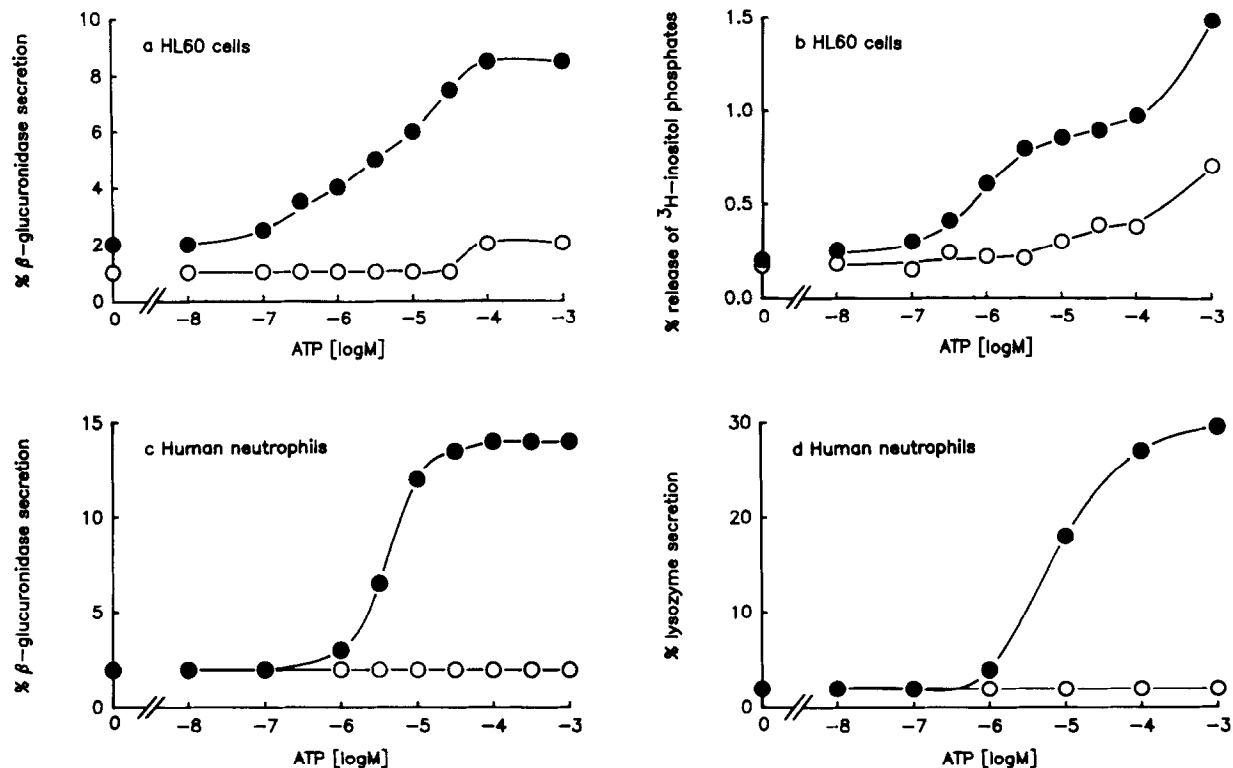 % β-glucuronidase secretion
10
8
6
4
2
0
a HL60 cells
0 -8 -7 -6 -5 -4 -3
ATP [logM]
% release of ³H-inositol phosphates
1.5
1.0
0.5
0.0
b HL60 cells
0 -8 -7 -6 -5 -4 -3
ATP [logM]
% β-glucuronidase secretion
15
10
5
0
c Human neutrophils
0 -8 -7 -6 -5 -4 -3
ATP [logM]
% lysozyme secretion
30
20
10
0
d Human neutrophils
0 -8 -7 -6 -5 -4 -3
ATP [logM]